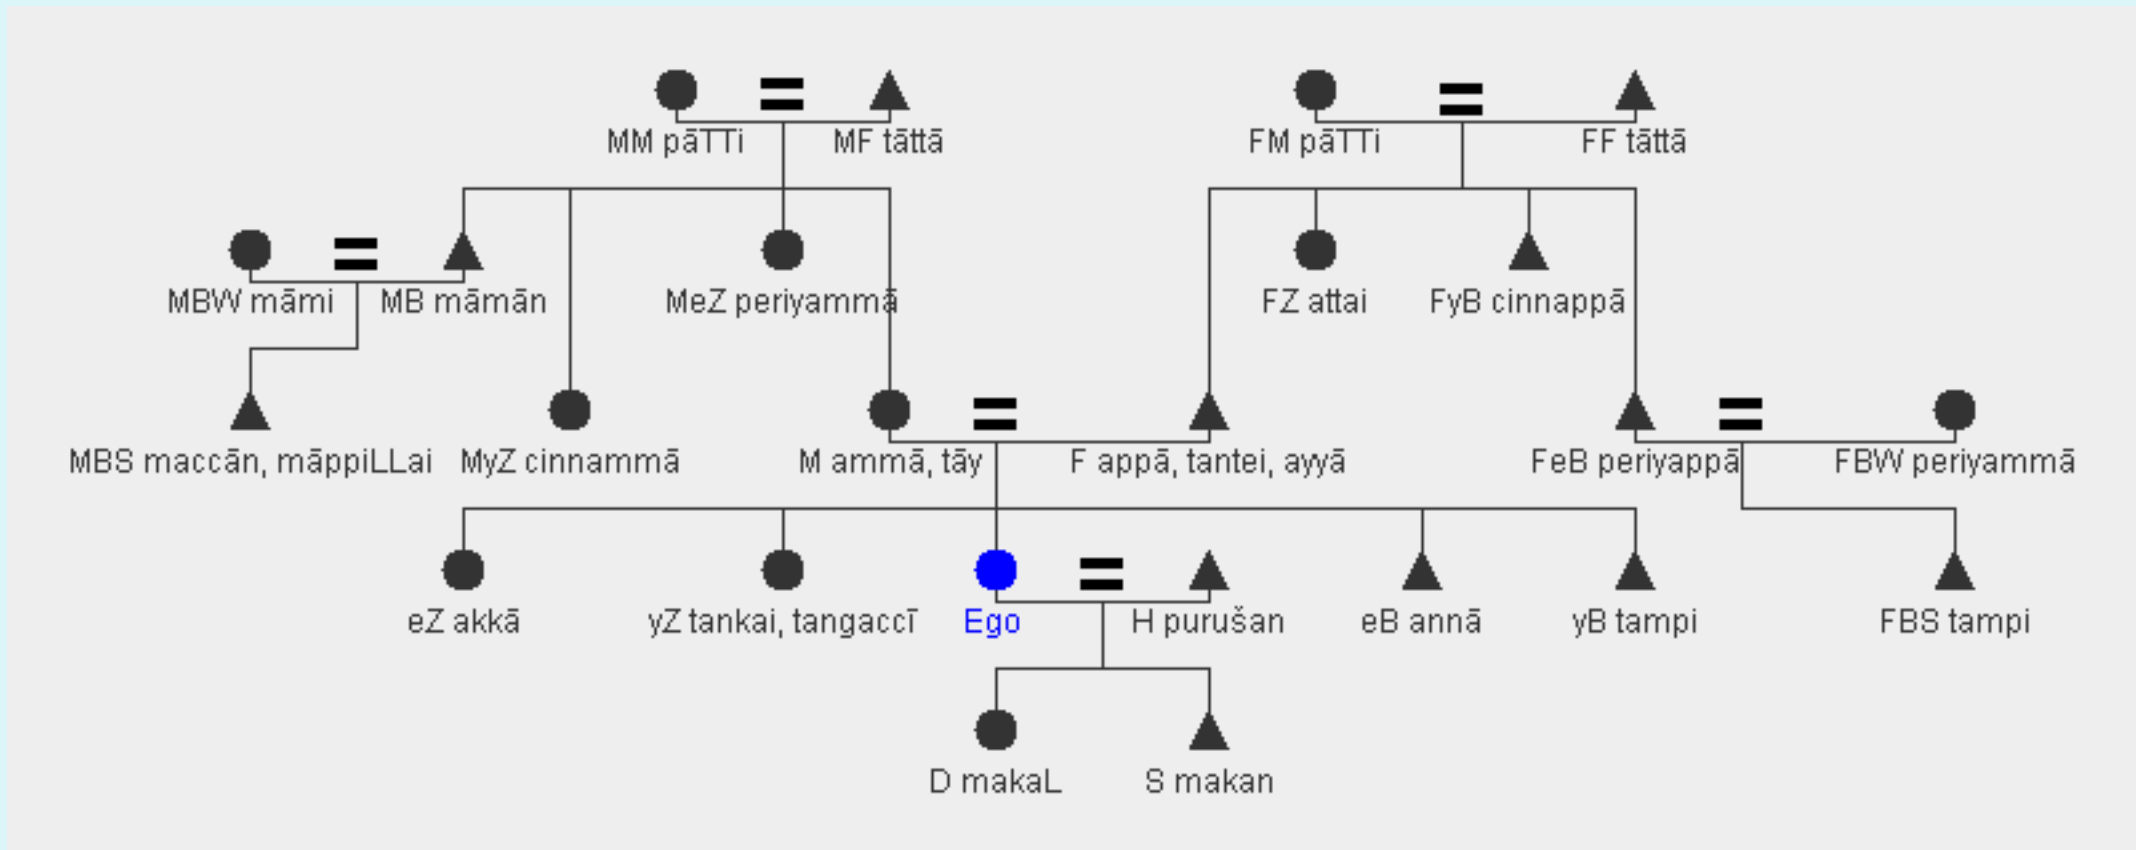 MM pāTTi MF tāttā FM pāTTi FF tāttā
MBW māmi MB māmān MeZ periyammā FZ attai FyB cinnappā
MBS maccān, māppiLLai MyZ cinnammā M ammā, tāy F appā, tantei, ayyā FeB periyappā FBW periyammā
eZ akkā yZ tankai, tangaccī Ego H purušan eB annā yB tampi FBS tampi
D makaL S makan